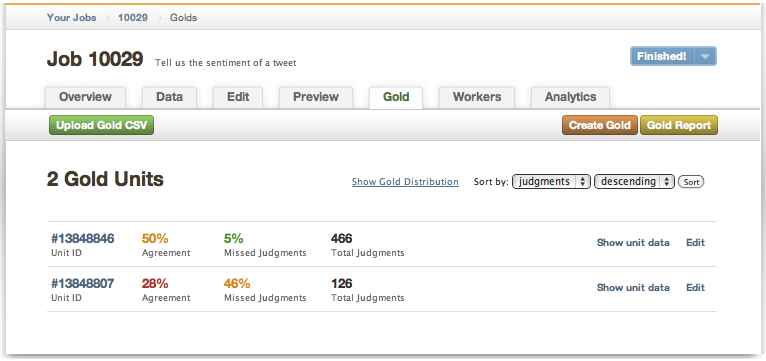 Your Jobs 10029 Golds
Job 10029 Tell us the sentiment of a tweet Finished!
Overview Data Edit Preview Gold Workers Analytics
Upload Gold CSV Create Gold Gold Report
2 Gold Units Show Gold Distribution Sort by: judgments descending Sort
#13848846 50% 5% 466
Unit ID Agreement Missed Judgments Total Judgments Show unit data Edit
#13848807 28% 46% 126
Unit ID Agreement Missed Judgments Total Judgments Show unit data Edit